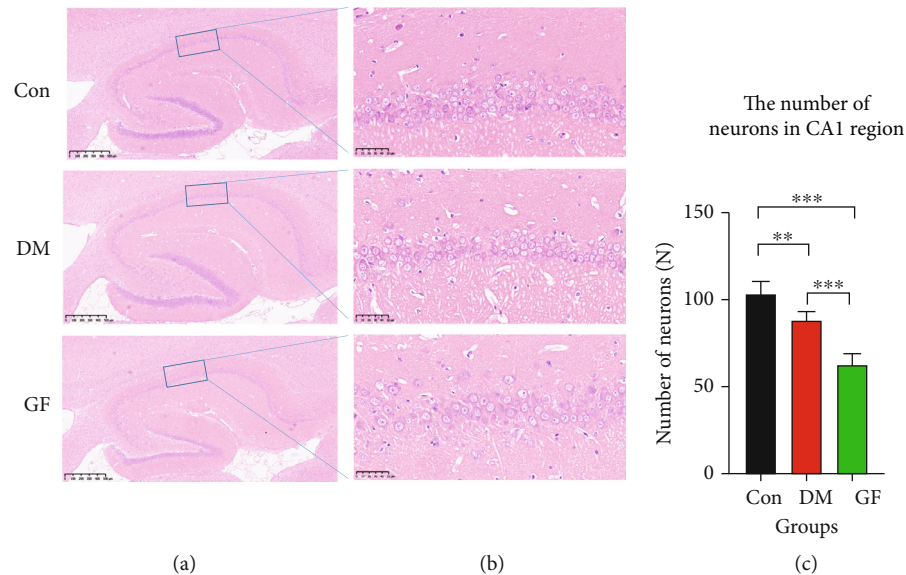 Con
DM
GF
The number of
neurons in CA1 region
Number of neurons (N)
150
100
50
0
***
**
***
Con DM GF
Groups
(a) (b) (c)